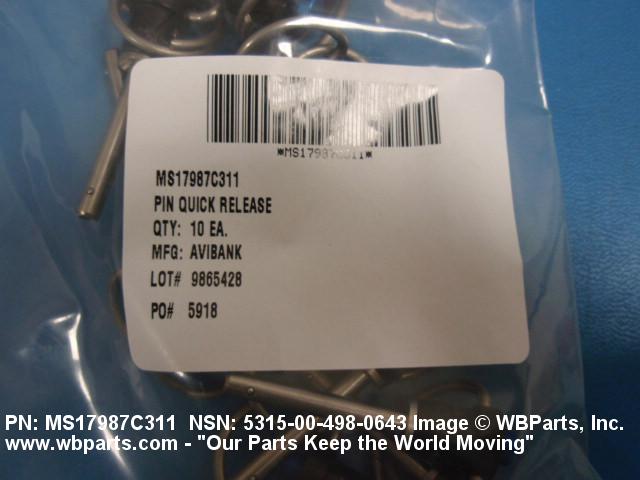 *MS17987C311*
MS17987C311
PIN QUICK RELEASE
QTY: 10 EA.
MFG: AVIBANK
LOT# 9865428
PO# 5918
PN: MS17987C311 NSN: 5315-00-498-0643 Image © WBParts, Inc.
www.wbparts.com - "Our Parts Keep the World Moving"